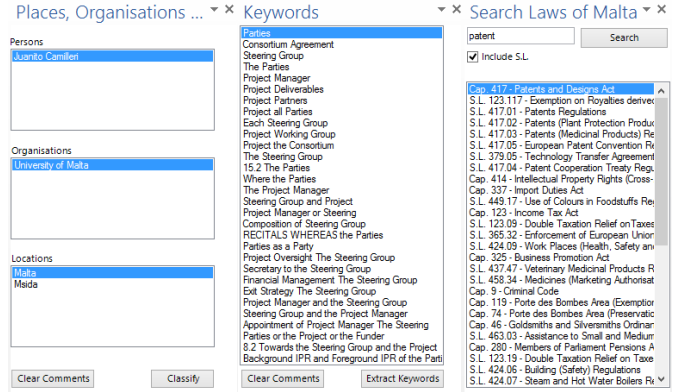 Places, Organisations ...
Persons
Juanito Camilleri
Organisations
University of Malta
Locations
Malta
Msida
Clear Comments
Classify
Keywords
Parties
Consortium Agreement
Steering Group
The Parties
Project Manager
Project Deliverables
Project Partners
Project all Parties
Each Steering Group
Project Working Group
Project the Consortium
The Steering Group
15.2 The Parties
Where the Parties
The Project Manager
Steering Group and Project
Project Manager or Steering
Composition of Steering Group
RECITALS WHEREAS the Parties
Parties as a Party
Project Oversight The Steering Group
Secretary to the Steering Group
Financial Management The Steering Group
Exit Strategy The Steering Group
Project Manager and the Steering Group
Steering Group and the Project Manager
Appointment of Project Manager The Steering
Parties or the Project or the Funder
8.2 Towards the Steering Group and the Project
Background IPR and Foreground IPR of the Parti
Clear Comments
Extract Keywords
Search Laws of Malta
patent
Search
Include S.L.
Cap. 417 - Patents and Designs Act
S.L. 123.117 - Exemption on Royalties derived
S.L. 417.01 - Patents Regulations
S.L. 417.02 - Patents (Plant Protection Produc
S.L. 417.03 - Patents (Medicinal Products) Re
S.L. 417.05 - European Patent Convention Re
S.L. 379.05 - Technology Transfer Agreement
S.L. 417.04 - Patent Cooperation Treaty Regu
Cap. 414 - Intellectual Property Rights (Cross-
Cap. 337 - Import Duties Act
S.L. 449.17 - Use of Colours in Foodstuffs Re
Cap. 123 - Income Tax Act
S.L. 123.09 - Double Taxation Relief onTaxes
S.L. 365.32 - Enforcement of European Union
S.L. 424.09 - Work Places (Health, Safety an
Cap. 325 - Business Promotion Act
S.L. 437.47 - Veterinary Medicinal Products R
S.L. 458.34 - Medicines (Marketing Authorisat
Cap. 9 - Criminal Code
Cap. 119 - Porte des Bombes Area (Exemption
Cap. 74 - Porte des Bombes Area (Preservatic
Cap. 46 - Goldsmiths and Silversmiths Ordinan
S.L. 463.03 - Assistance to Small and Medium
Cap. 280 - Members of Parliament Pensions A
S.L. 123.19 - Double Taxation Relief on Taxe
S.L. 424.06 - Building (Safety) Regulations
S.L. 424.07 - Steam and Hot Water Boilers R